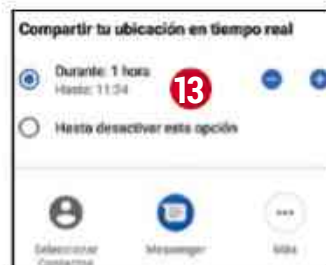 Compartir tu ubicación en tiempo real
Durante: 1 hora
Hasta: 11:34
13
Hasta desactivar esta opción
Seleccionar
Contactos
Messenger
Más